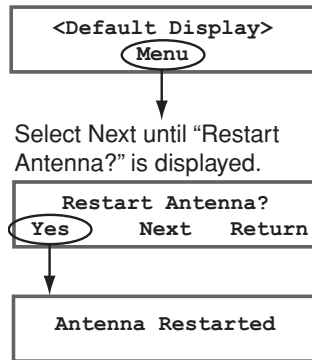 <Default Display>
Menu
Select Next until “Restart
Antenna?” is displayed.
Restart Antenna?
Yes Next Return
Antenna Restarted